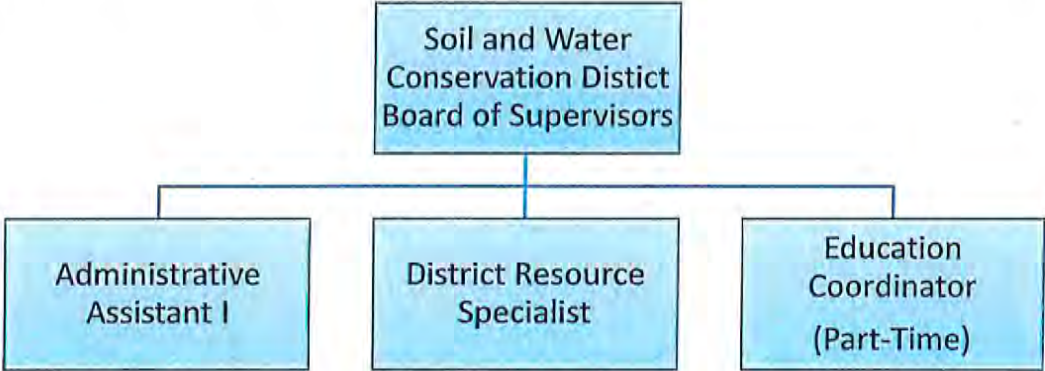 Soil and Water
Conservation Distict
Board of Supervisors
Administrative
Assistant I
District Resource
Specialist
Education
Coordinator
(Part-Time)